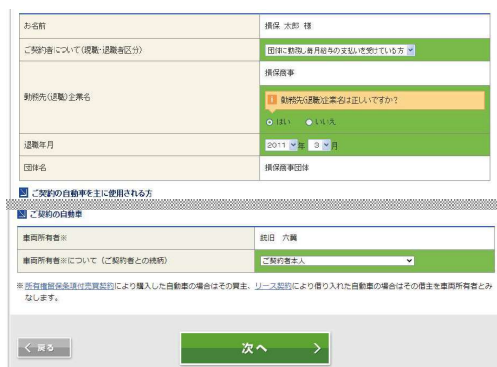 お名前
損保 太郎 様
ご契約者について(現職・退職者区分)
団体に勤務し毎月給与の支払いを受けている方
損保商事
勤務先(退職)企業名
勤務先(退職)企業名は正しいですか?
はい いいえ
退職年月
2011 年 3 月
団体名
損保商事団体
ご契約の自動車を主に使用される方
ご契約の自動車
車両所有者※
車両所有者※について(ご契約者との続柄)
ご契約者本人
※所有権留保条項付売買契約により購入した自動車の場合はその買主、リース契約により借り入れた自動車の場合はその借主を車両所有者とみ
なします。
< 戻る
次へ >